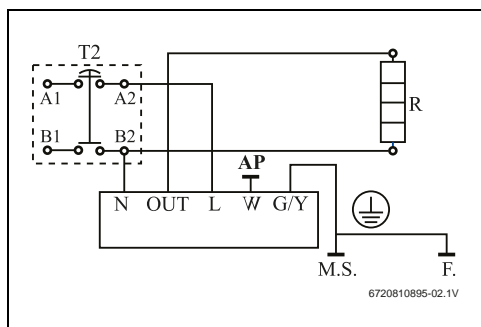 T2
A1 A2
R
B1 B2
AP
N OUT L W G/Y
M.S. F.
6720810895-02.1V